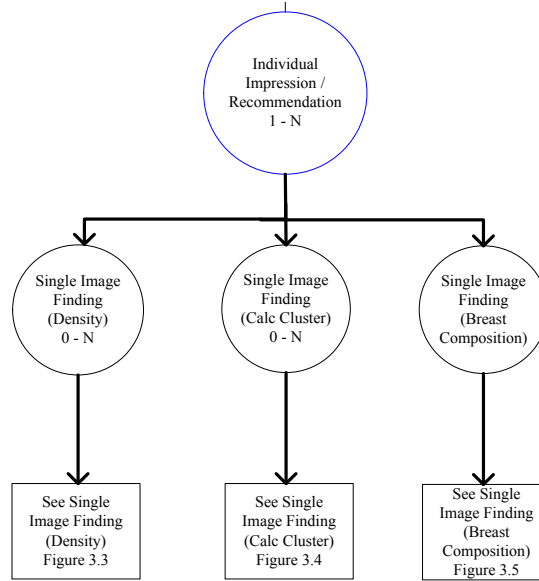 Individual
Impression /
Recommendation
1 - N
Single Image
Finding
(Density)
0 - N
Single Image
Finding
(Calc Cluster)
0 - N
Single Image
Finding
(Breast
Composition)
See Single
Image Finding
(Density)
Figure 3.3
See Single
Image Finding
(Calc Cluster)
Figure 3.4
See Single
Image Finding
(Breast
Composition)
Figure 3.5